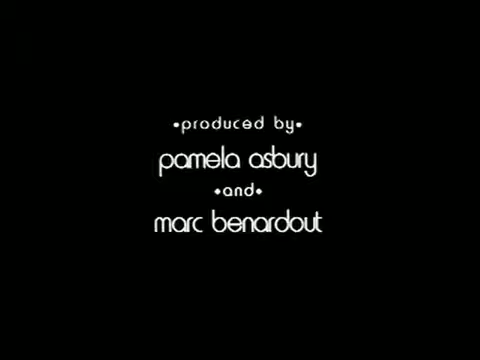 •produced by•
pamela asbury
•and•
marc benardout